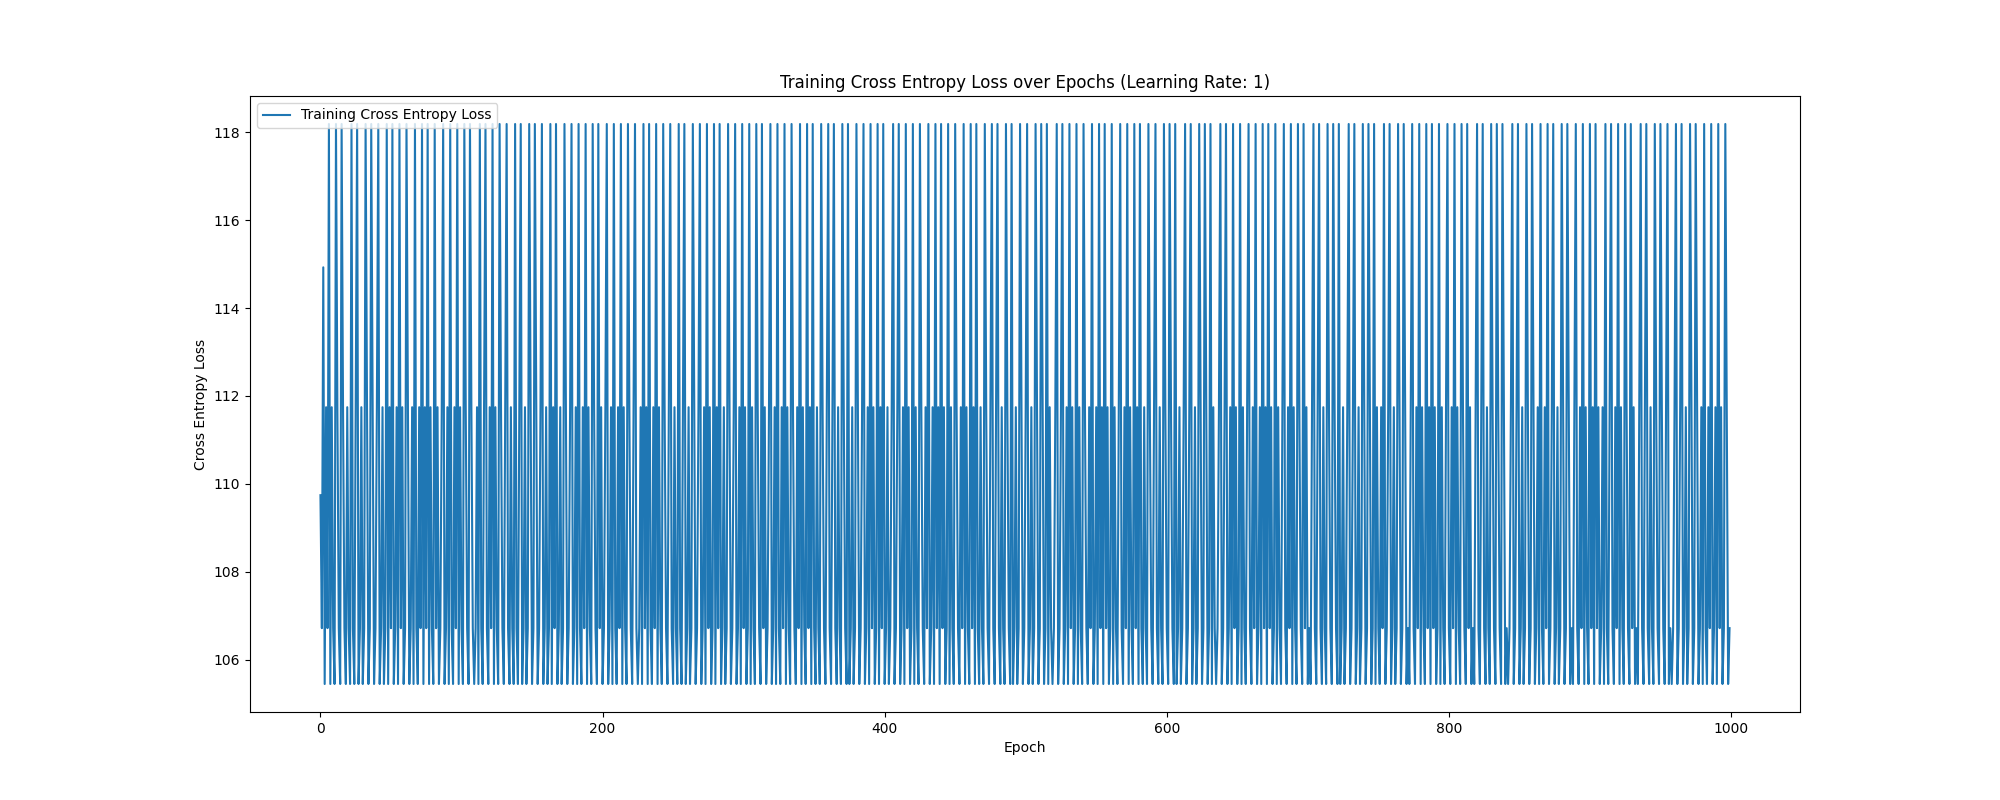 Training Cross Entropy Loss over Epochs (Learning Rate: 1)
Training Cross Entropy Loss
118
116
114
112
110
108
106
Cross Entropy Loss
0 200 400 600 800 1000
Epoch